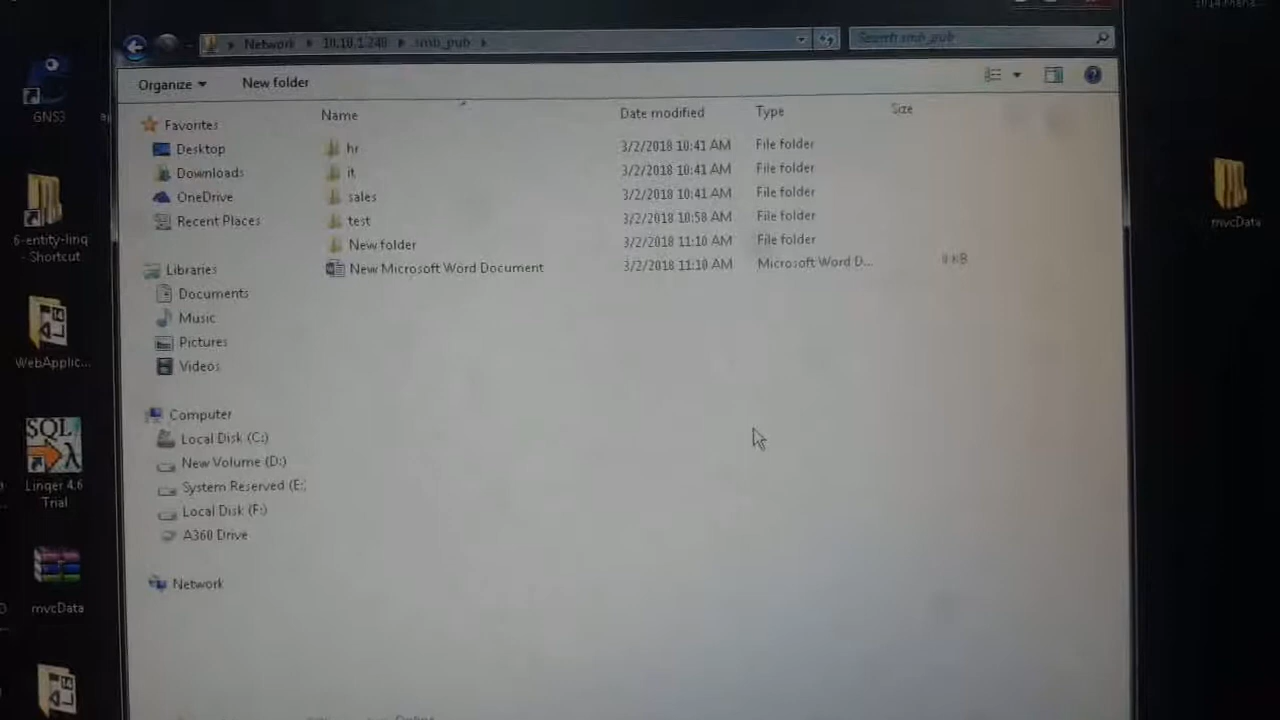 Network 10.10.1.240 smb_pub
Search smb_pub
Organize
New folder
Name
Date modified
Type
Size
hr 3/2/2018 10:41 AM File folder
it 3/2/2018 10:41 AM File folder
sales 3/2/2018 10:41 AM File folder
test 3/2/2018 10:58 AM File folder
New folder 3/2/2018 11:10 AM File folder
New Microsoft Word Document 3/2/2018 11:10 AM Microsoft Word D... 0 KB
Favorites
Desktop
Downloads
OneDrive
Recent Places
Libraries
Documents
Music
Pictures
Videos
Computer
Local Disk (C:)
New Volume (D:)
System Reserved (E:
Local Disk (F:)
A360 Drive
Network
GNS3
6-entity-linq
- Shortcut
WebApplic...
SQL
λ
Linqer 4.6
Trial
mvcData
mvcData